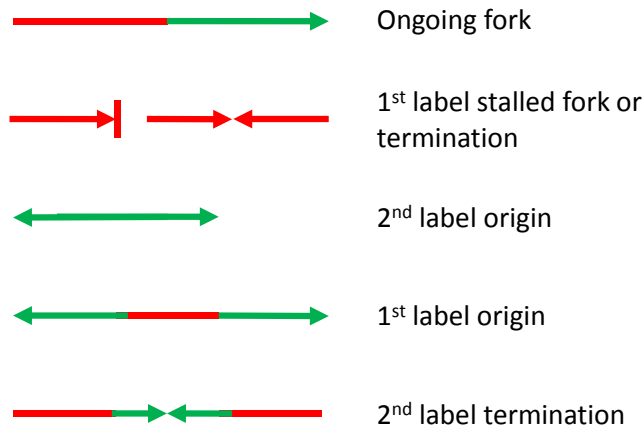 Ongoing fork
1st label stalled fork or
termination
2nd label origin
1st label origin
2nd label termination